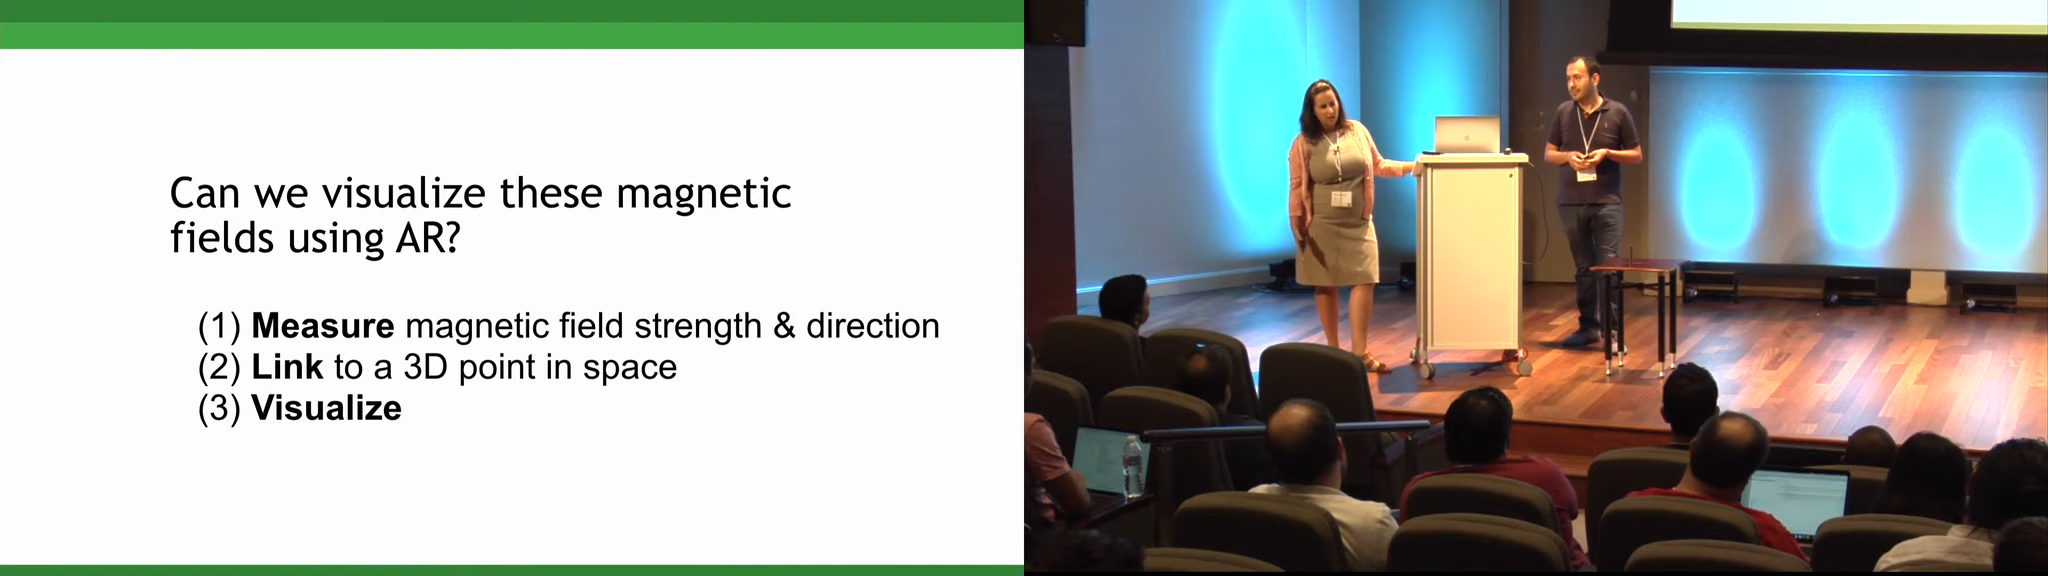 Can we visualize these magnetic
fields using AR?
(1) Measure magnetic field strength & direction
(2) Link to a 3D point in space
(3) Visualize